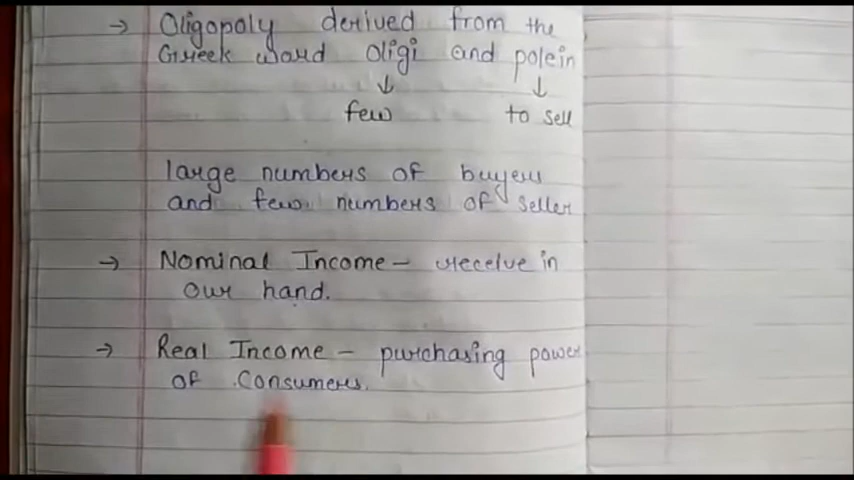 → Oligopoly derived from the
Greek word Oligi and polein
↓ ↓
few to sell
large numbers of buyers
and few numbers of seller
→ Nominal Income - receive in
our hand.
→ Real Income - purchasing power
of consumers.